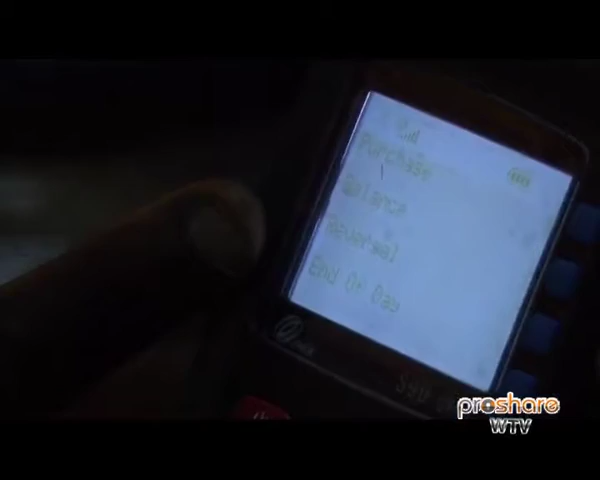 Purchase
Balance
Reversal
End Of Day
proshare
WTV